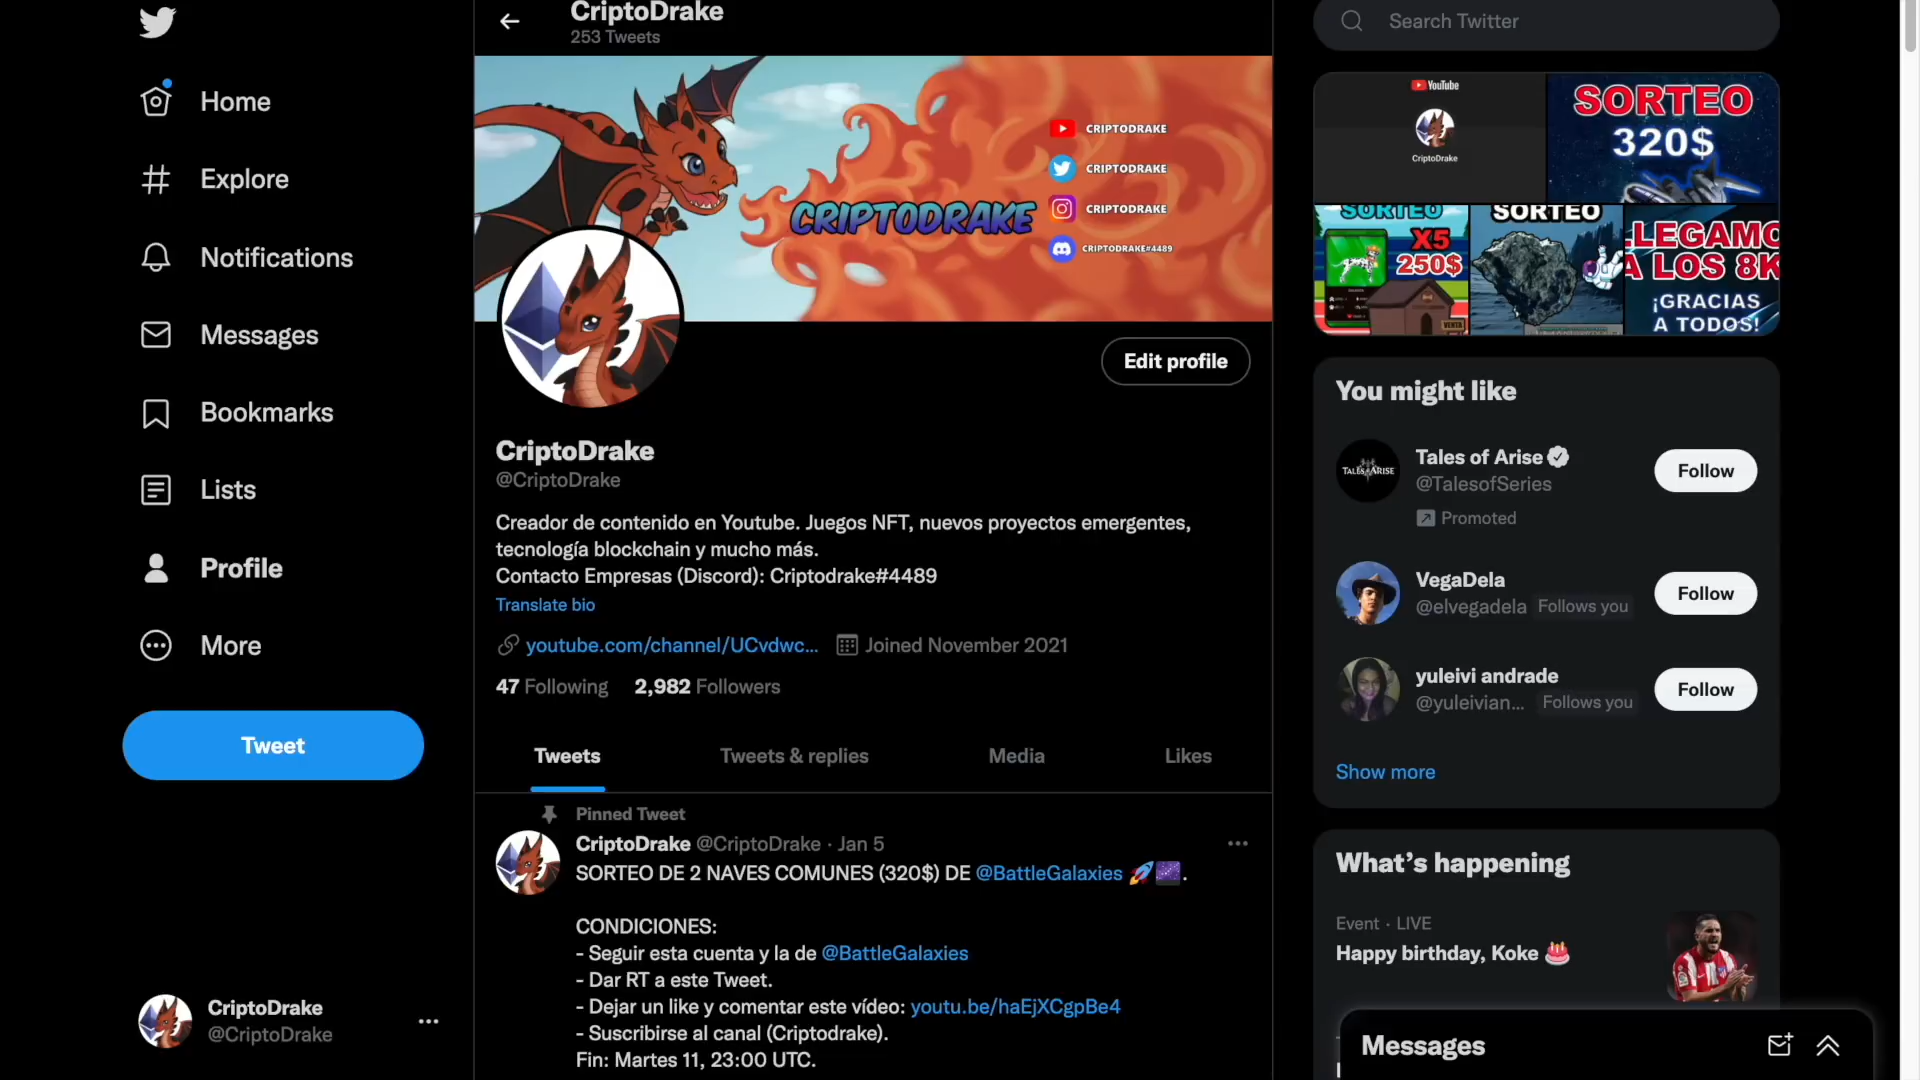 Home
Explore
Notifications
Messages
Bookmarks
Lists
Profile
More
Tweet
CriptoDrake
@CriptoDrake
CriptoDrake
253 Tweets
CRIPTODRAKE
CRIPTODRAKE
CRIPTODRAKE
CRIPTODRAKE
CRIPTODRAKE#4489
Edit profile
CriptoDrake
@CriptoDrake
Creador de contenido en Youtube. Juegos NFT, nuevos proyectos emergentes,
tecnología blockchain y mucho más.
Contacto Empresas (Discord): Criptodrake#4489
Translate bio
youtube.com/channel/UCvdwc... Joined November 2021
47 Following 2,982 Followers
Tweets Tweets & replies Media Likes
Pinned Tweet
CriptoDrake @CriptoDrake · Jan 5
SORTEO DE 2 NAVES COMUNES (320$) DE @BattleGalaxies 🚀🌌.
CONDICIONES:
- Seguir esta cuenta y la de @BattleGalaxies
- Dar RT a este Tweet.
- Dejar un like y comentar este vídeo: youtu.be/haEjXCgpBe4
- Suscribirse al canal (Criptodrake).
Fin: Martes 11, 23:00 UTC.
Search Twitter
YouTube
CriptoDrake
SORTEO
320$
SORTEO
X5
250$
VENTA
SORTEO
LLEGAMO
A LOS 8K
¡GRACIAS
A TODOS!
You might like
TALES of ARISE
Tales of Arise
@TalesofSeries
Promoted
Follow
VegaDela
@elvegadela Follows you
Follow
yuleivi andrade
@yuleivian... Follows you
Follow
Show more
What's happening
Event · LIVE
Happy birthday, Koke 🎂
Messages